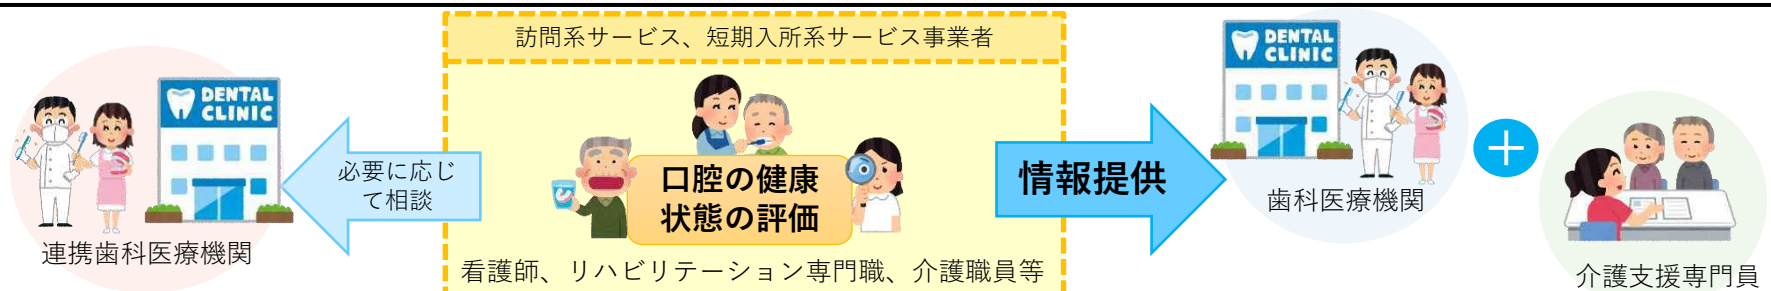 訪問系サービス、短期入所系サービス事業者
DENTAL
CLINIC
必要に応じ
て相談
連携歯科医療機関
口腔の健康
状態の評価
看護師、リハビリテーション専門職、介護職員等
情報提供
DENTAL
CLINIC
歯科医療機関
+
介護支援専門員